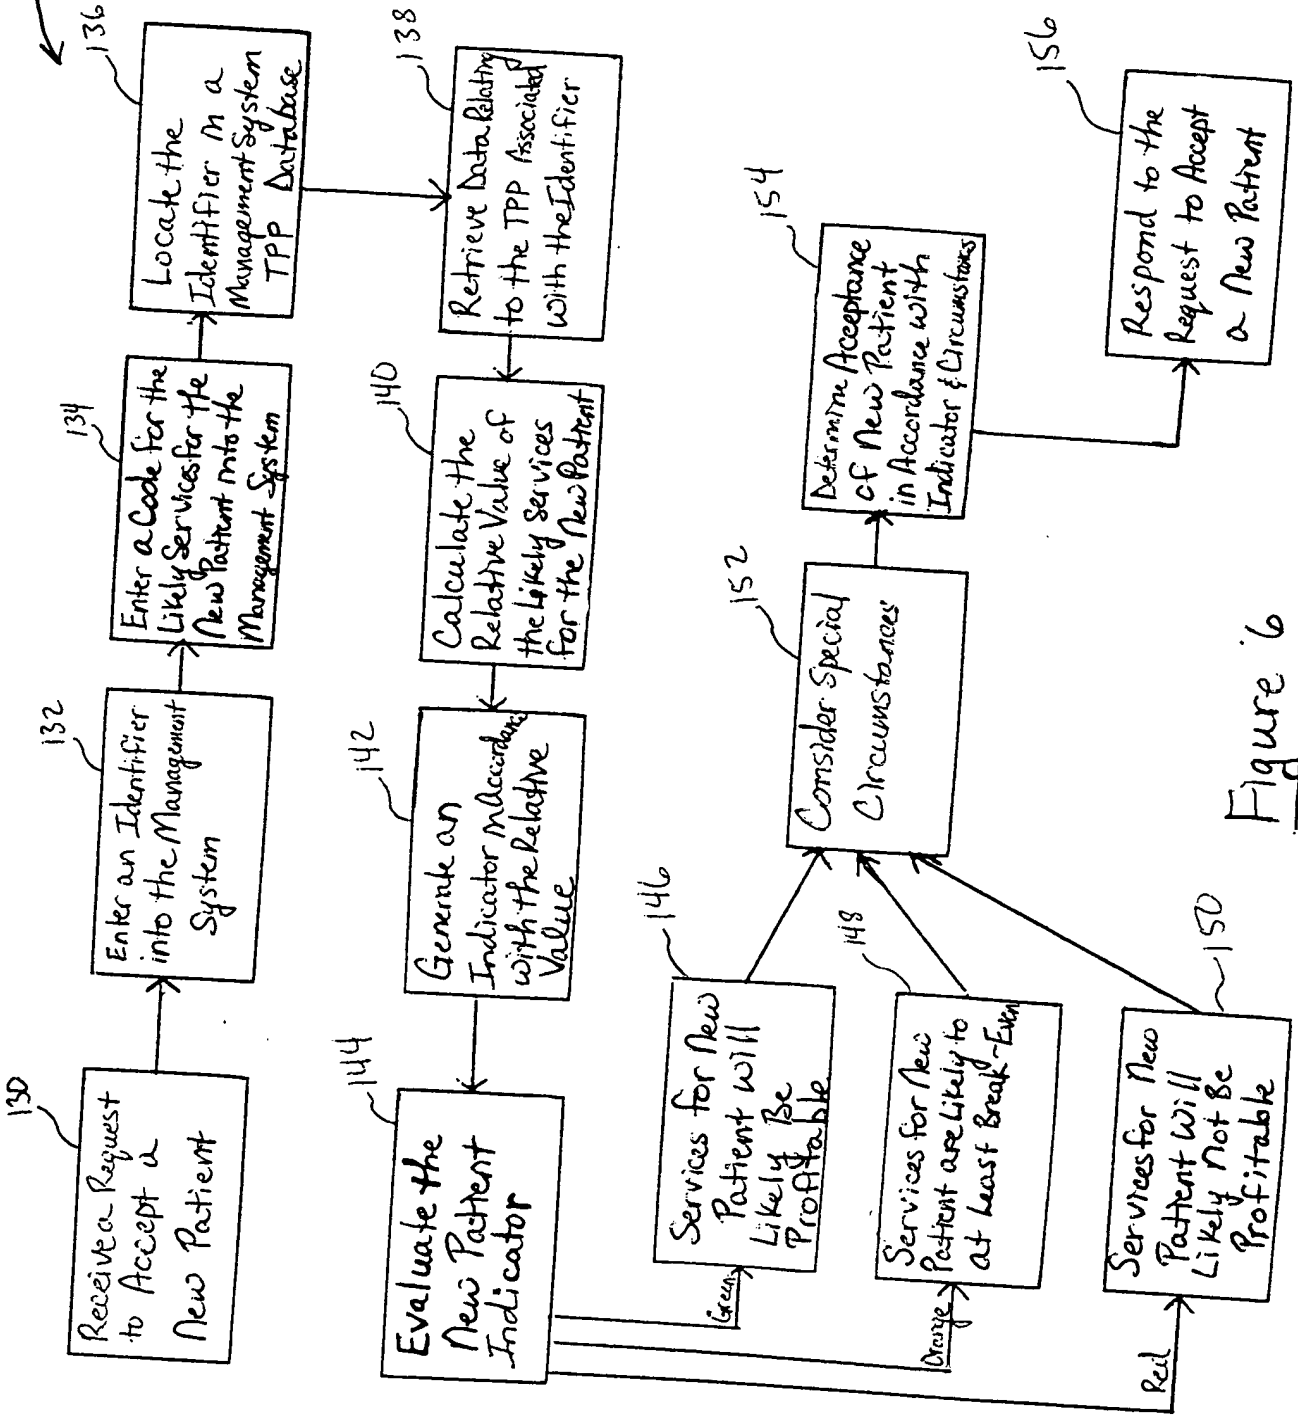 130
Receive a Request
to Accept a
New Patient
132
Enter an Identifier
into the Management
System
134
Enter a Code for the
Likely Services for the
New Patient into the
Management System
136
Locate the
Identifier in a
Management System
TPP Database
138
Retrieve Data Relating
to the TPP Associated
with the Identifier
140
Calculate the
Relative Value of
the Likely Services
for the New Patient
142
Generate an
Indicator in Accordance
with the Relative
Value
144
Evaluate the
New Patient
Indicator
Green
146
Services for New
Patient Will
Likely Be
Profitable
Orange
148
Services for New
Patient are Likely to
at Least Break-Even
Red
150
Services for New
Patient Will
Likely Not Be
Profitable
152
Consider Special
Circumstances
154
Determine Acceptance
of New Patient
in Accordance with
Indicator & Circumstances
156
Respond to the
Request to Accept
a New Patient
Figure 6